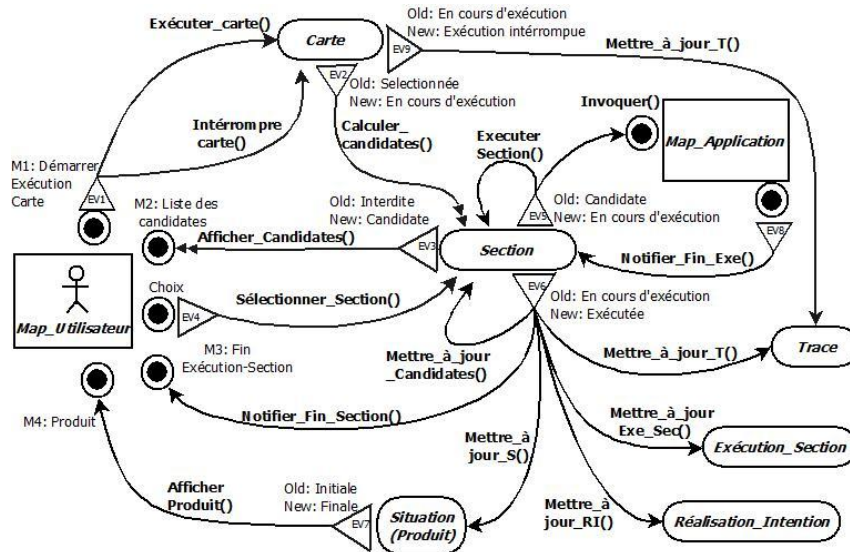 Exécuter_carte()
Carte
EV9
Old: En cours d'exécution
New: Exécution intérrompue
Mettre_à_jour_T()
EV2
Old: Selectionnée
New: En cours d'exécution
Intérrompre
carte()
Calculer_
candidates()
Executer
Section()
Invoquer()
Map_Application
M1: Démarrer
Exécution
Carte
EV1
M2: Liste des
candidates
Old: Interdite
New: Candidate
EV5
Old: Candidate
New: En cours d'exécution
EV8
Afficher_Candidates()
EV3
Section
Notifier_Fin_Exe()
EV6
Old: En cours d'exécution
New: Exécutée
Choix
EV4
Sélectionner_Section()
Map_Utilisateur
M3: Fin
Exécution-Section
Mettre_à_jour
_Candidates()
Mettre_à_jour_T()
Trace
M4: Produit
Notifier_Fin_Section()
Mettre_à_jour
Exe_Sec()
Exécution_Section
Mettre_à
jour_S()
Afficher
Produit()
Old: Initiale
New: Finale
EV7
Situation
(Produit)
Mettre_à
jour_RI()
Réalisation_Intention